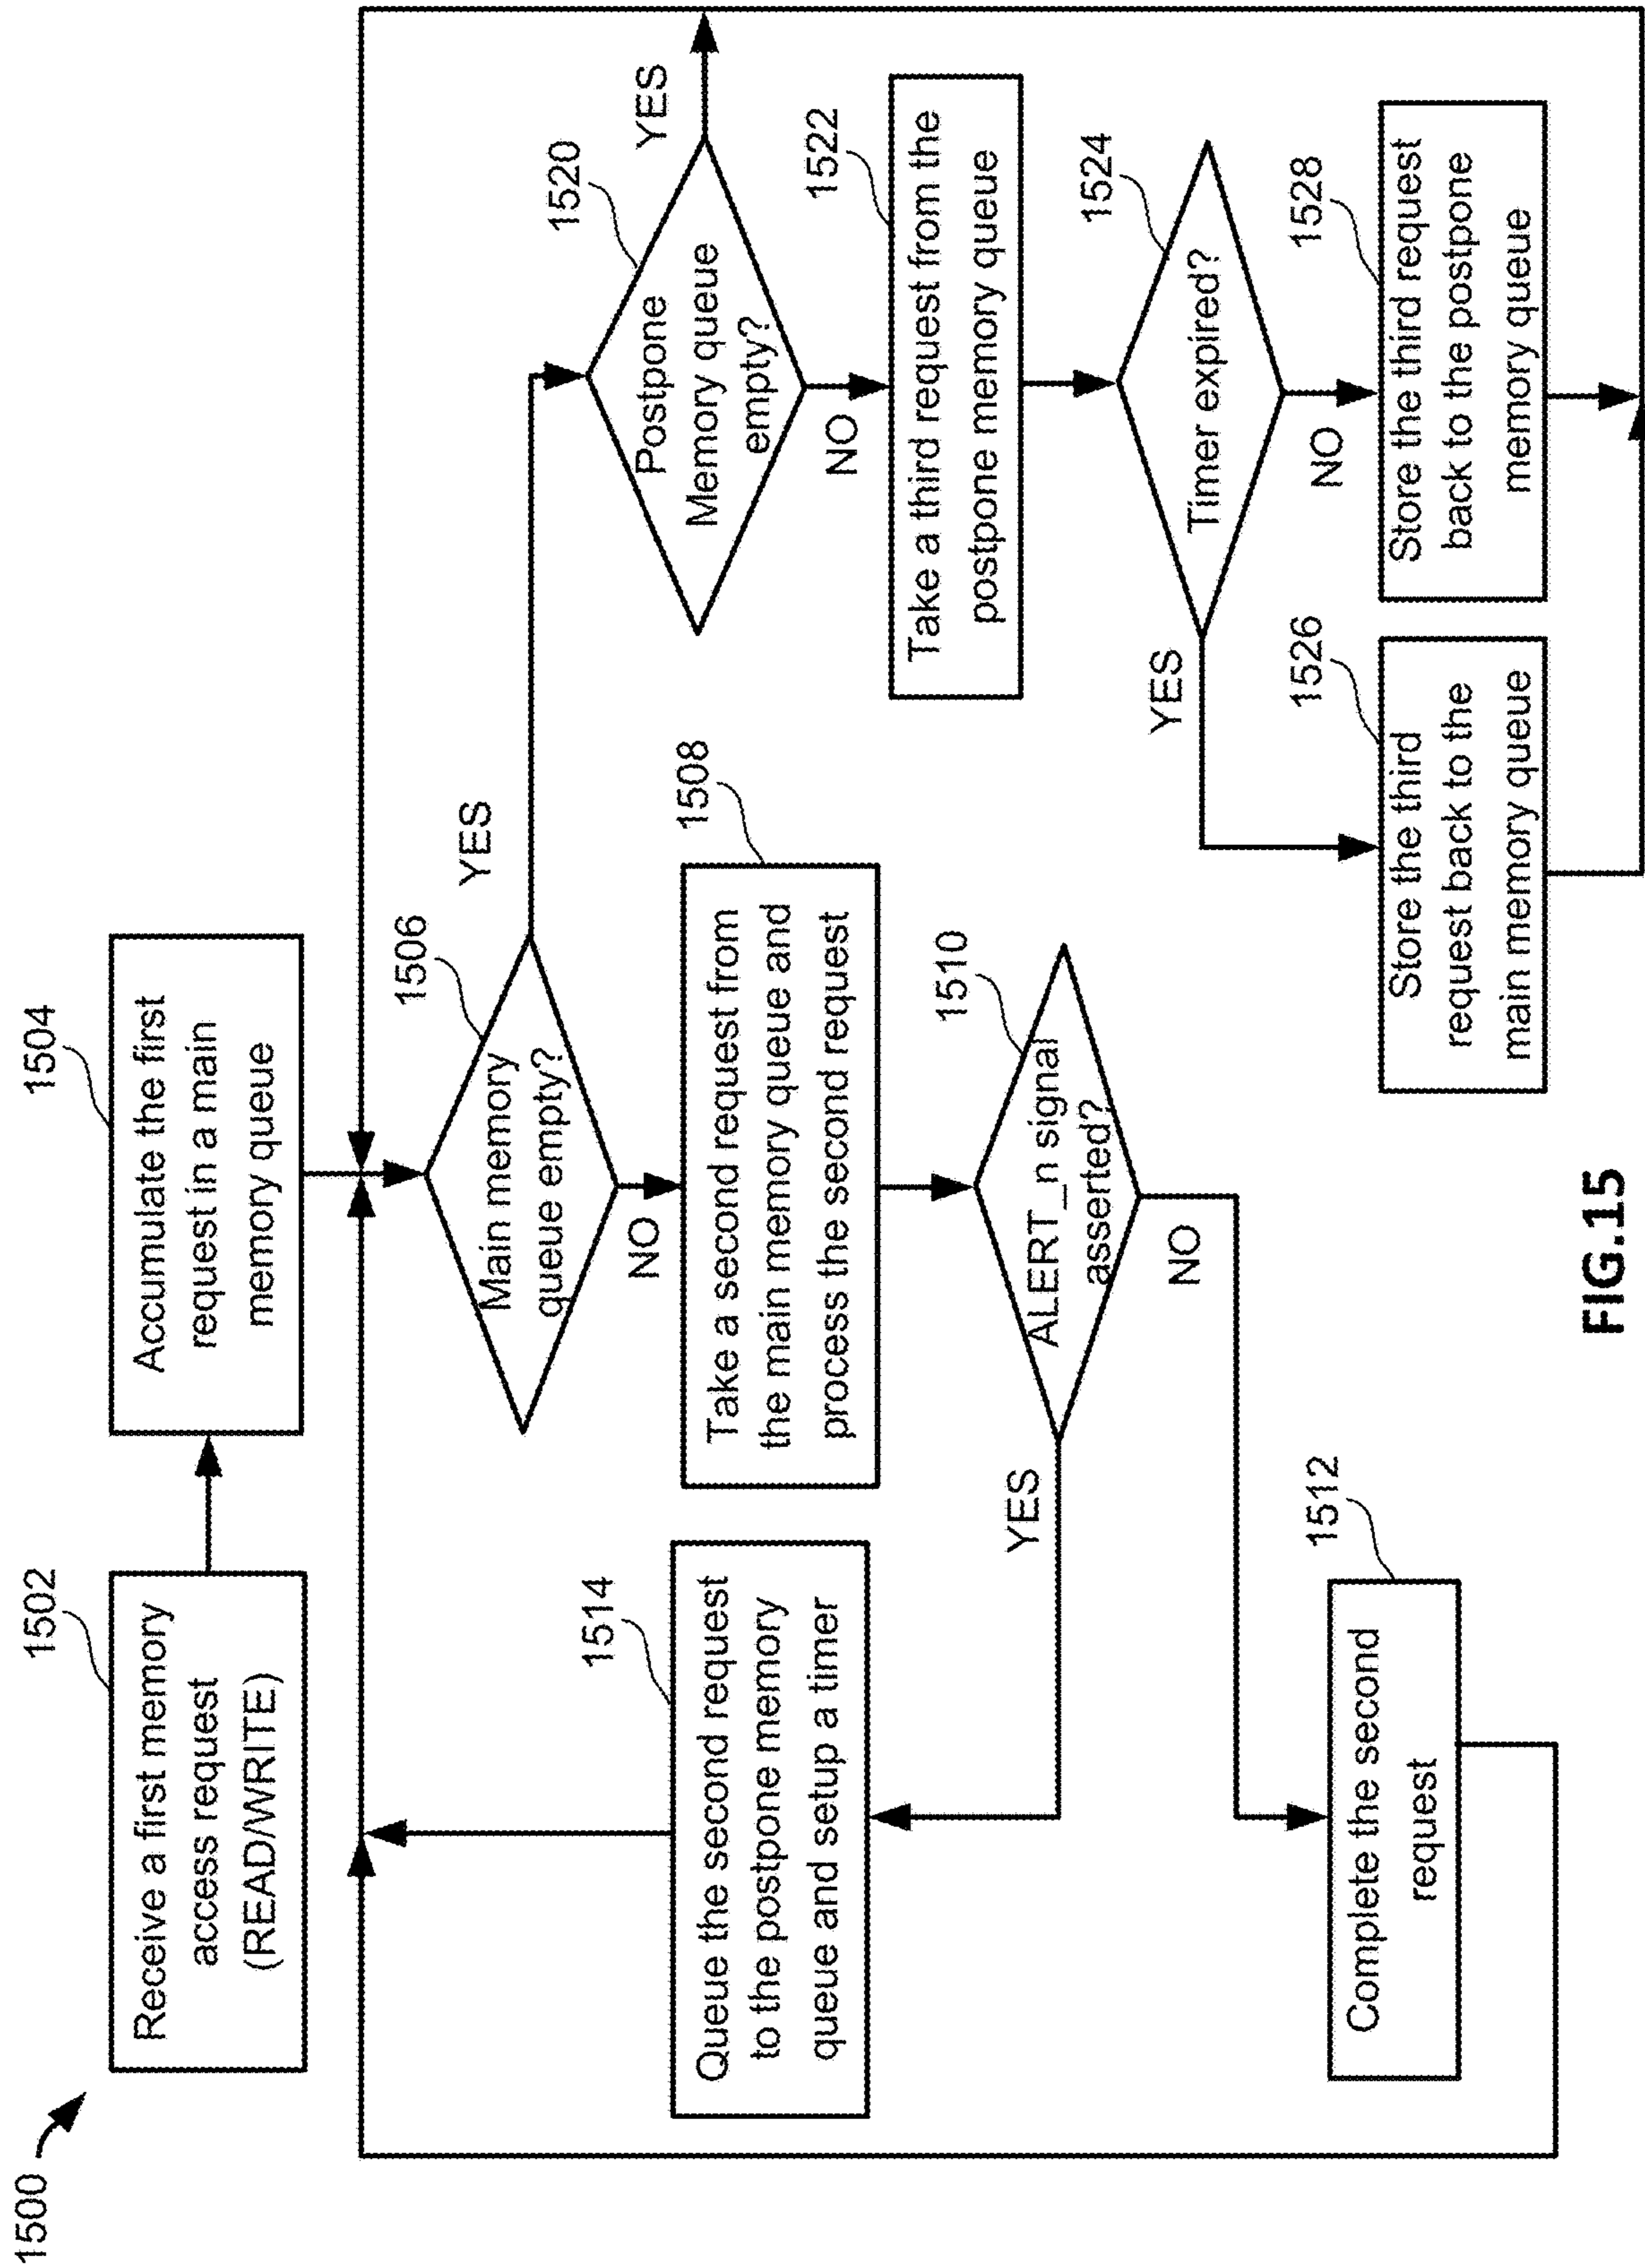 1500
1502
Receive a first memory
access request
(READ/WRITE)
1504
Accumulate the first
request in a main
memory queue
1506
Main memory
queue empty?
YES
NO
1508
Take a second request from
the main memory queue and
process the second request
1510
ALERT_n signal
asserted?
YES
NO
1514
Queue the second request
to the postpone memory
queue and setup a timer
1512
Complete the second
request
1520
Postpone
Memory queue
empty?
YES
NO
1522
Take a third request from the
postpone memory queue
1524
Timer expired?
YES
NO
1526
Store the third
request back to the
main memory queue
1528
Store the third request
back to the postpone
memory queue
FIG.15